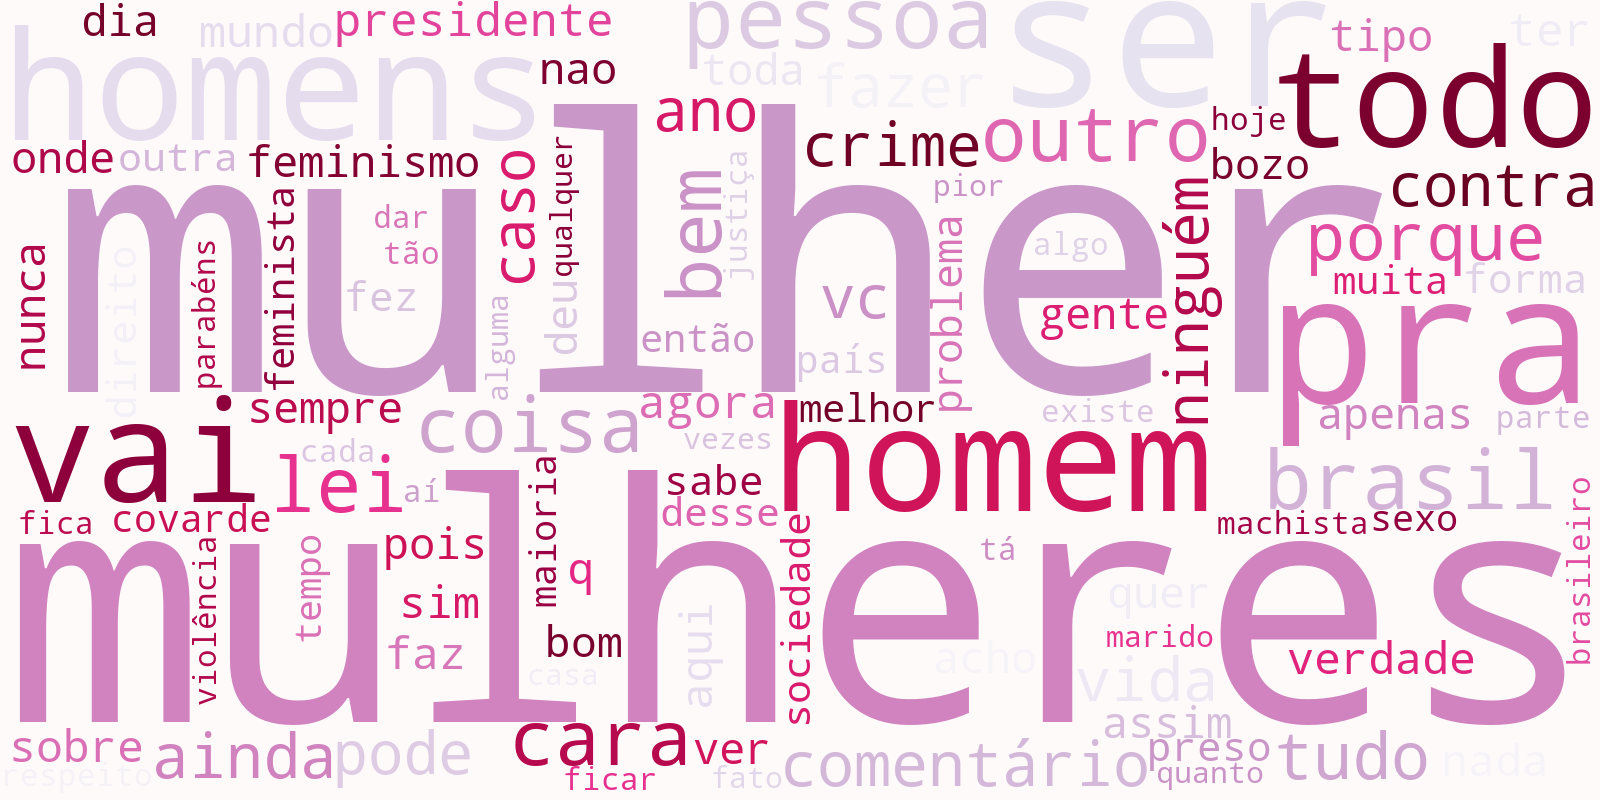 dia
mundo
presidente
pessoa
ser
tipo
ter
homens
nao
toda
fazer
todo
ano
crime
outro
hoje
onde
outra
feminismo
bozo
contra
mulher
caso
qualquer
bem
justiça
pior
ninguém
porque
nunca
direito
parabéns
feminista
dar
tão
fez
alguma
deu
então
vc
país
problema
algo
gente
muita
forma
pra
vai
sempre
cada
coisa
agora
vezes
melhor
homem
existe
apenas
parte
lei
aí
sabe
desse
brasil
fica
covarde
pois
maioria
q
sociedade
tá
machista
sexo
brasileiro
mulheres
violência
tempo
sim
faz
bom
casa
aqui
quer
marido
acho
vida
verdade
assim
sobre
ainda
pode
cara
ver
comentário
preso
tudo
nada
respeito
ficar
fato
quanto